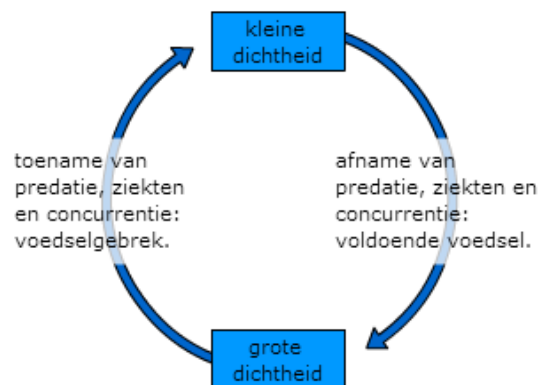 kleine
dichtheid
toename van
predatie, ziekten
en concurrentie:
voedselgebrek.
afname van
predatie, ziekten en
concurrentie:
voldoende voedsel.
grote
dichtheid